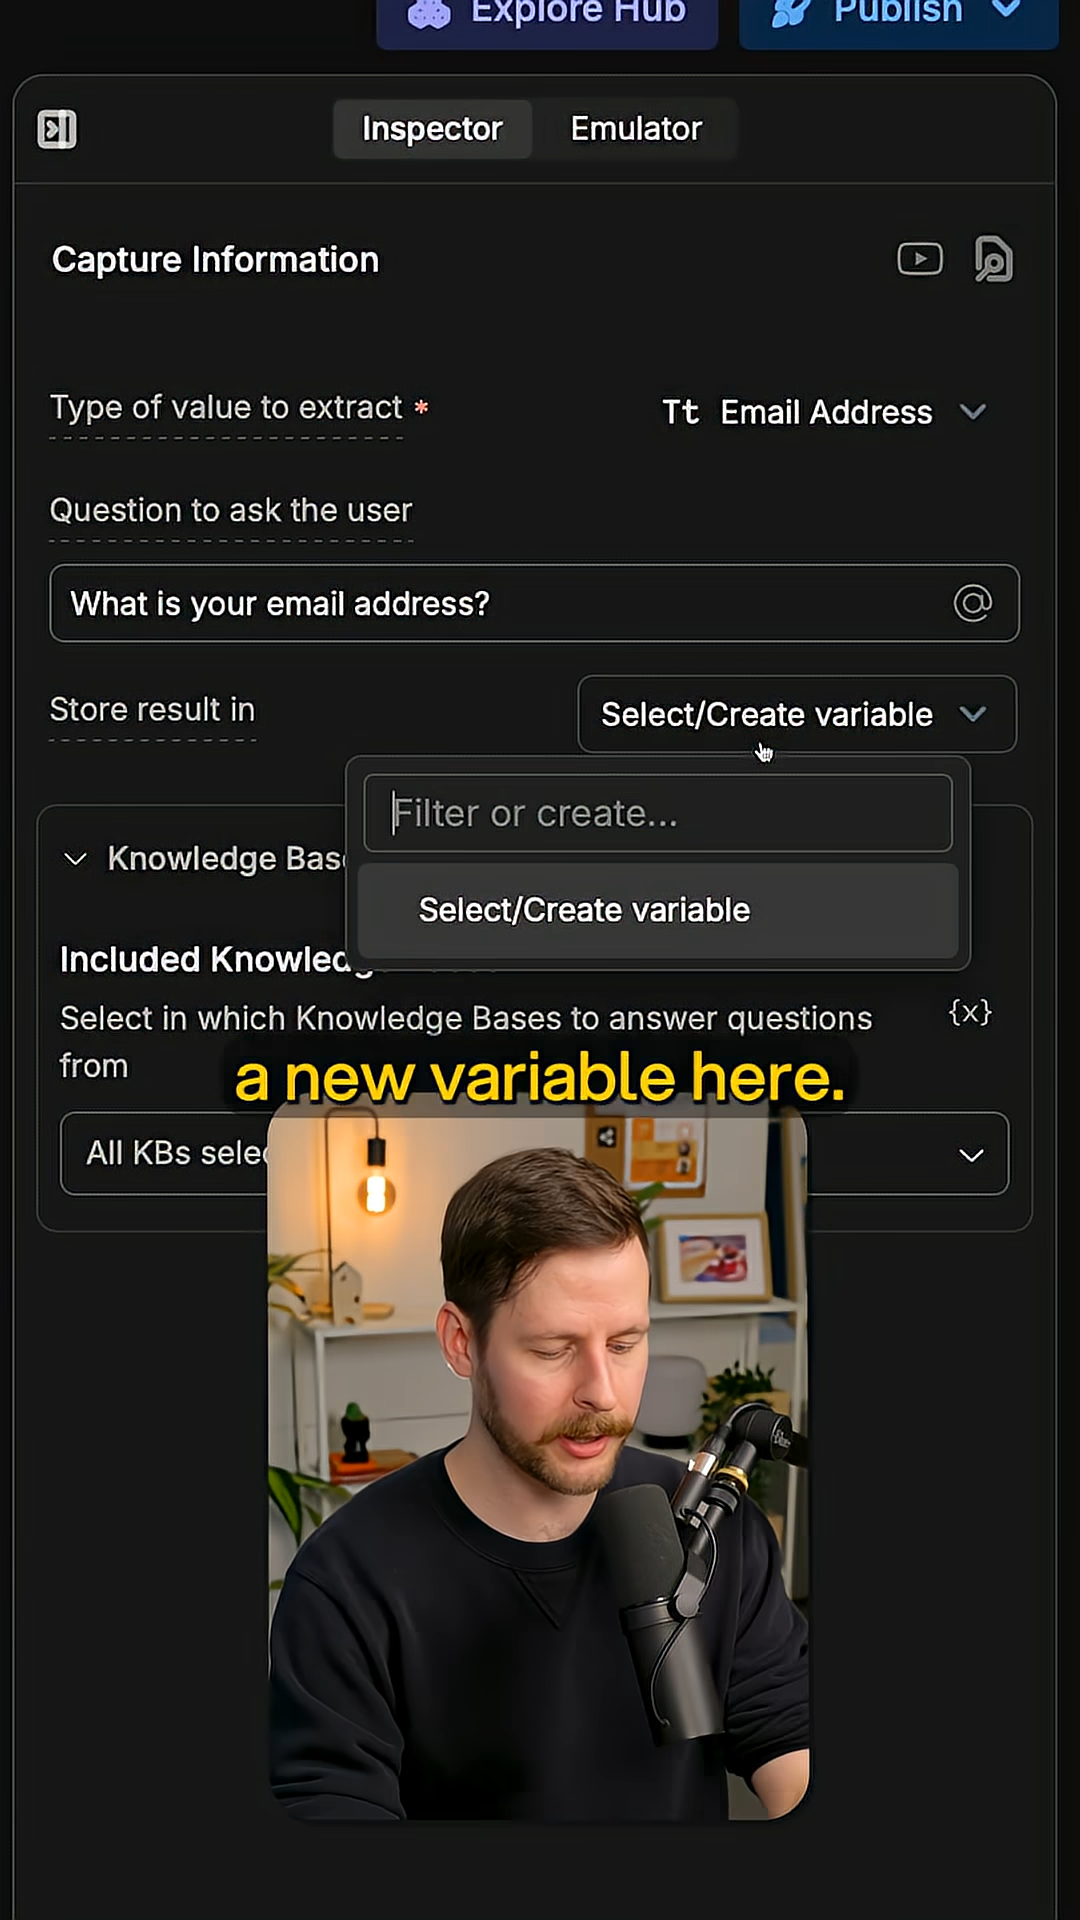 Explore Hub
Publish
Inspector
Emulator
Capture Information
Type of value to extract *
Tt Email Address
Question to ask the user
What is your email address?
Store result in
Select/Create variable
Filter or create...
Select/Create variable
Knowledge Bas
Included Knowledg
Select in which Knowledge Bases to answer questions
from
{x}
a new variable here.
All KBs selec